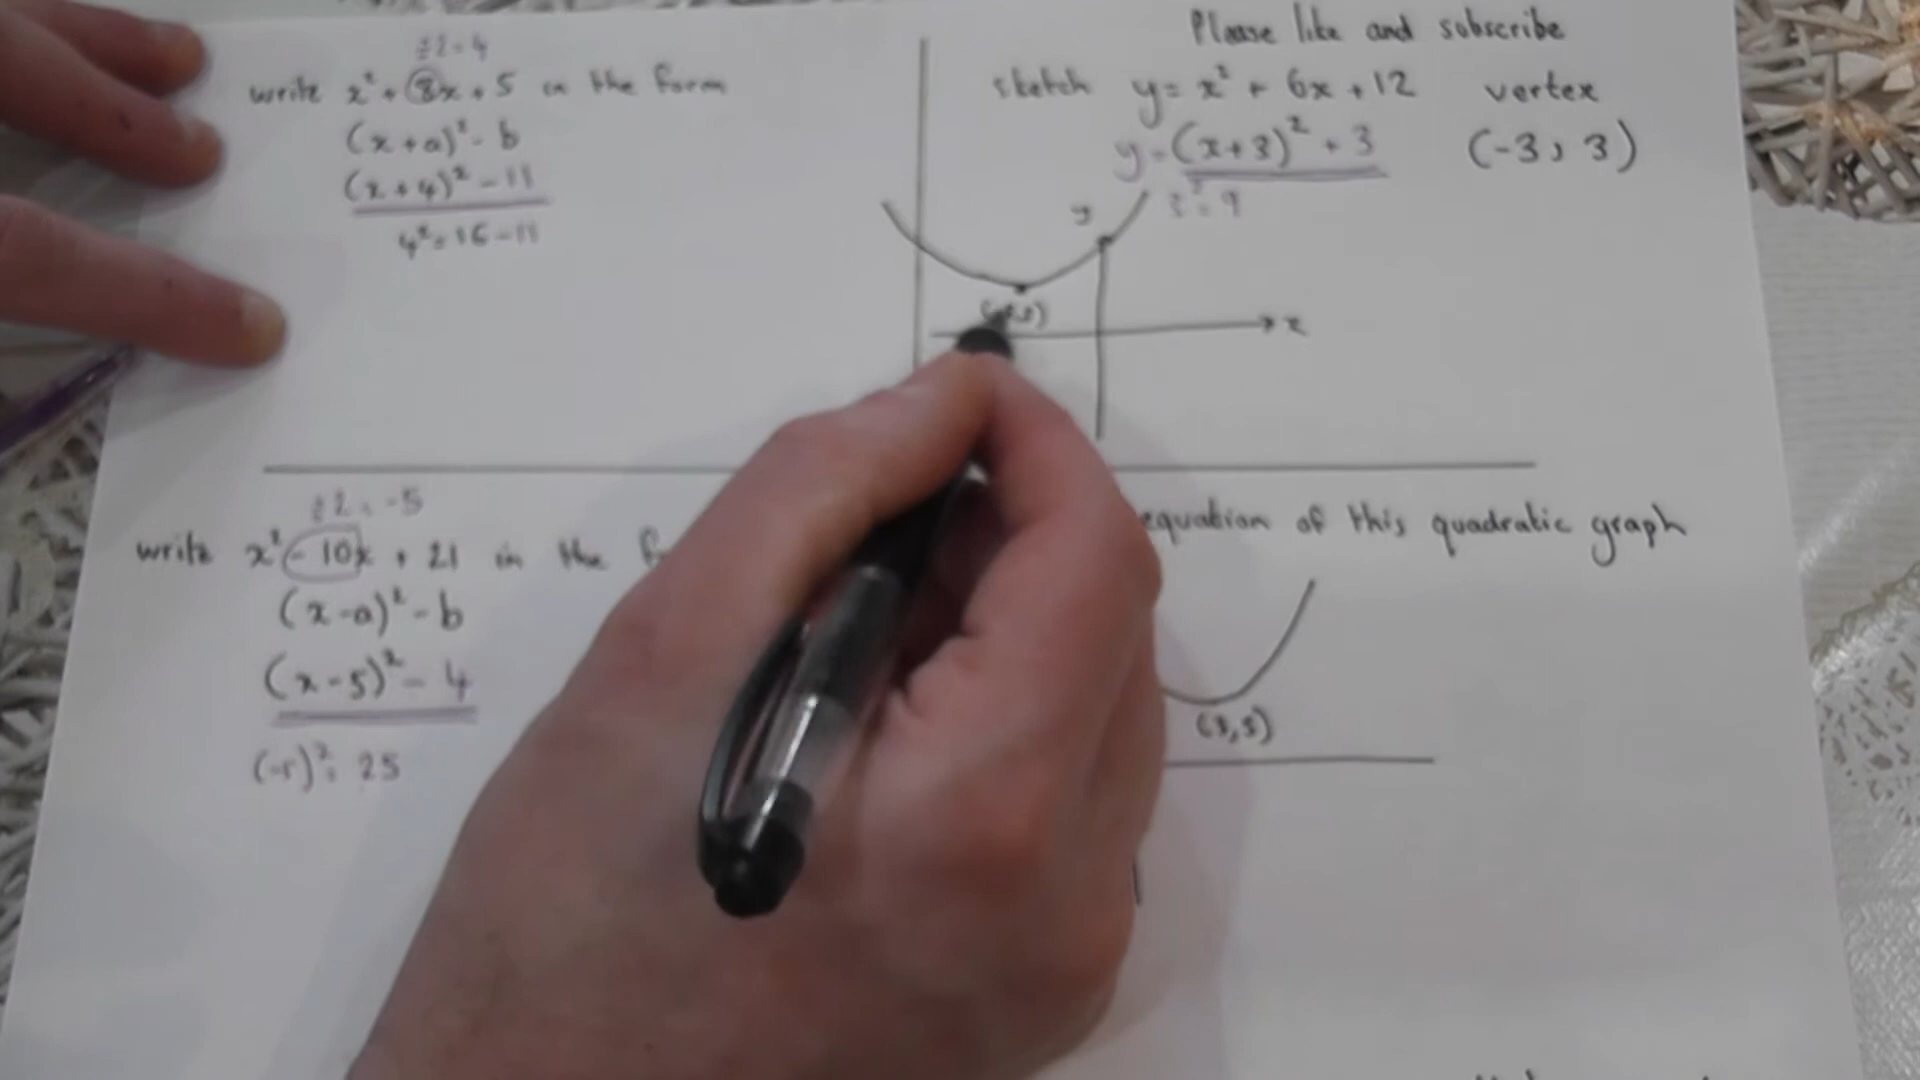 ÷2=4
write x²+8x+5 in the form
(x+a)²-b
(x+4)²-11
4²=16-11
Please like and subscribe
sketch y=x²+6x+12 vertex
y=(x+3)²+3 (-3,3)
3²=9
y
x
÷2=-5
write x²-10x+21 in the
(x-a)²-b
(x-5)²-4
(-5)²=25
equation of this quadratic graph
(3,5)